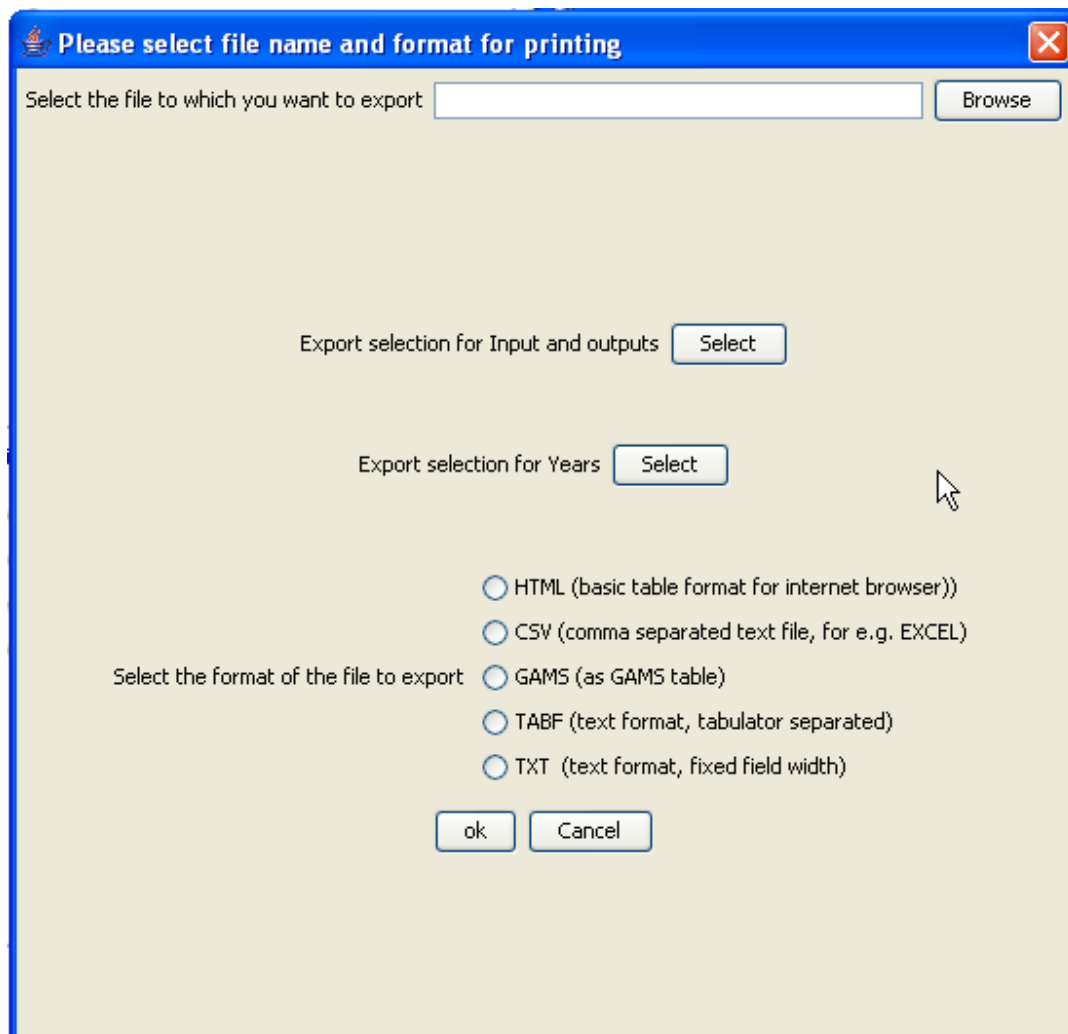 Please select file name and format for printing
Select the file to which you want to export Browse
Export selection for Input and outputs Select
Export selection for Years Select
HTML (basic table format for internet browser))
CSV (comma separated text file, for e.g. EXCEL)
Select the format of the file to export GAMS (as GAMS table)
TABF (text format, tabulator separated)
TXT (text format, fixed field width)
ok Cancel